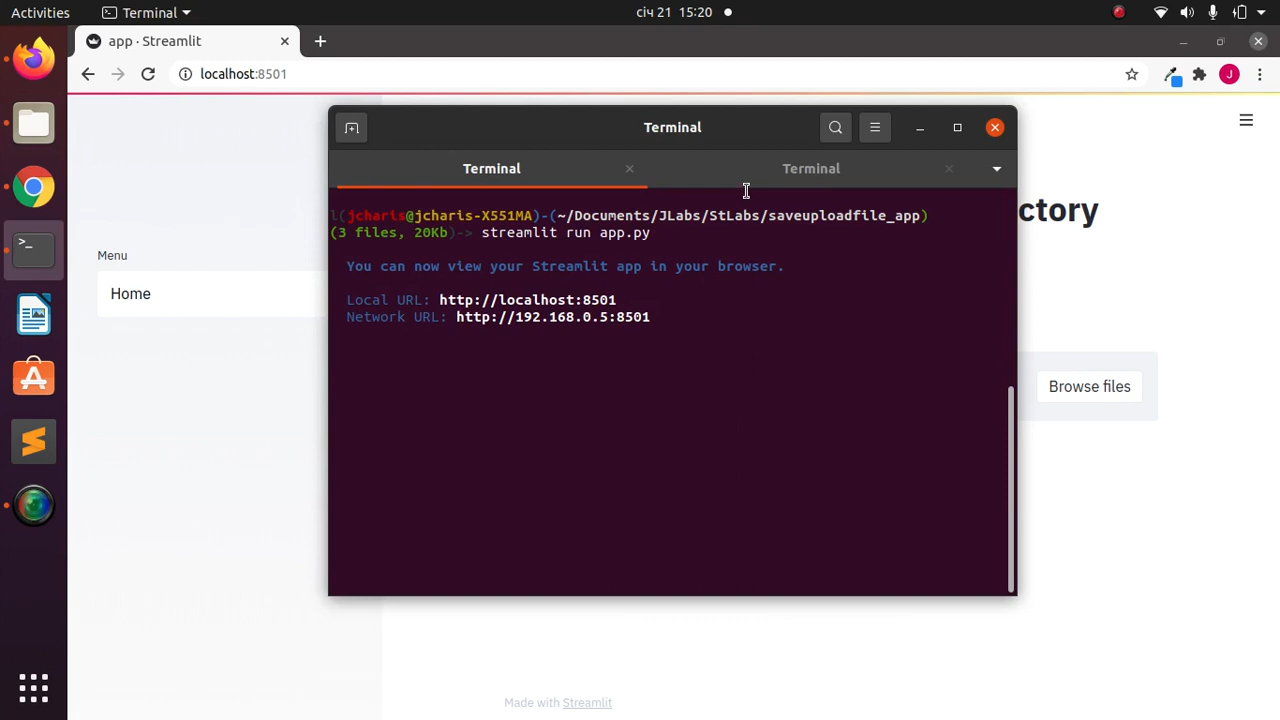 Activities
Terminal
січ 21 15:20
app · Streamlit
localhost:8501
J
Terminal
Terminal
Terminal
ctory
l(jcharis@jcharis-X551MA)-(~/Documents/JLabs/StLabs/saveuploadfile_app)
(3 files, 20Kb)-> streamlit run app.py
You can now view your Streamlit app in your browser.
Local URL: http://localhost:8501
Network URL: http://192.168.0.5:8501
Menu
Home
Browse files
Made with Streamlit